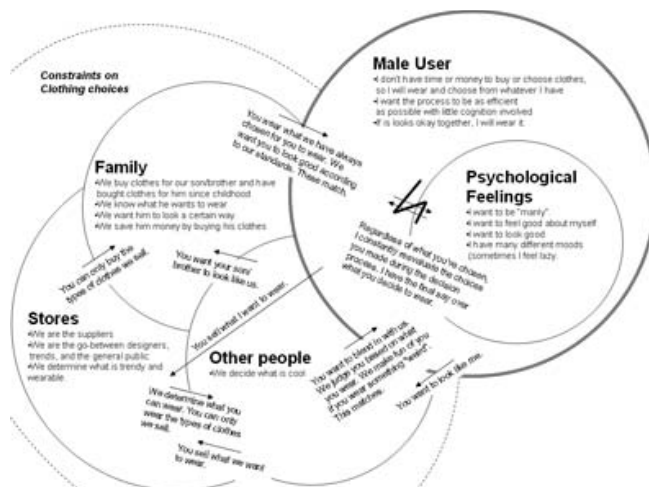 Constraints on
Clothing choices
Male User
•I don't have time or money to buy or choose clothes,
so I will wear and choose from whatever I have
•I want the process to be as efficient
as possible with little cognition involved
•If is looks okay together, I will wear it.
You wear what we have always
chosen for you to wear. We
want you to look good according
to our standards. These match.
Family
•We buy clothes for our son/brother and have
bought clothes for him since childhood
•We know what he wants to wear
•We want him to look a certain way
•We save him money by buying his clothes
Psychological
Feelings
•I want to be "manly".
•I want to feel good about myself
•I want to look good
•I have many different moods
(sometimes I feel lazy.
Regardless of what you've chosen,
I constantly reevaluate the choices
you made during the decision
process. I have the final say over
what you decide to wear.
You can only buy the
types of clothes we sell.
You want your son/
brother to look like us.
You sell what I want to wear.
Stores
•We are the suppliers
•We are the go-between designers,
trends, and the general public
•We determine what is trendy and
wearable
Other people
•We decide what is cool
You want to blend in with us.
We judge you based on what
you wear. We make fun of you
if you wear something "weird".
This matches.
You want to look like me.
We determine what you
can wear. You can only
wear the types of clothes
we sell.
You sell what we want
to wear.